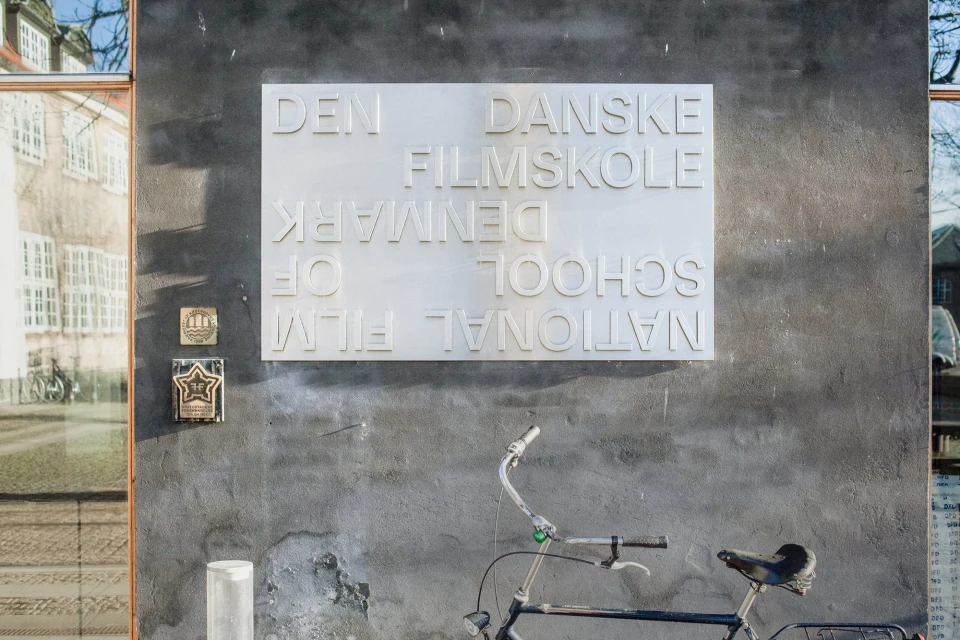 DEN DANSKE
FILMSKOLE
NATIONAL FILM
SCHOOL OF
DENMARK